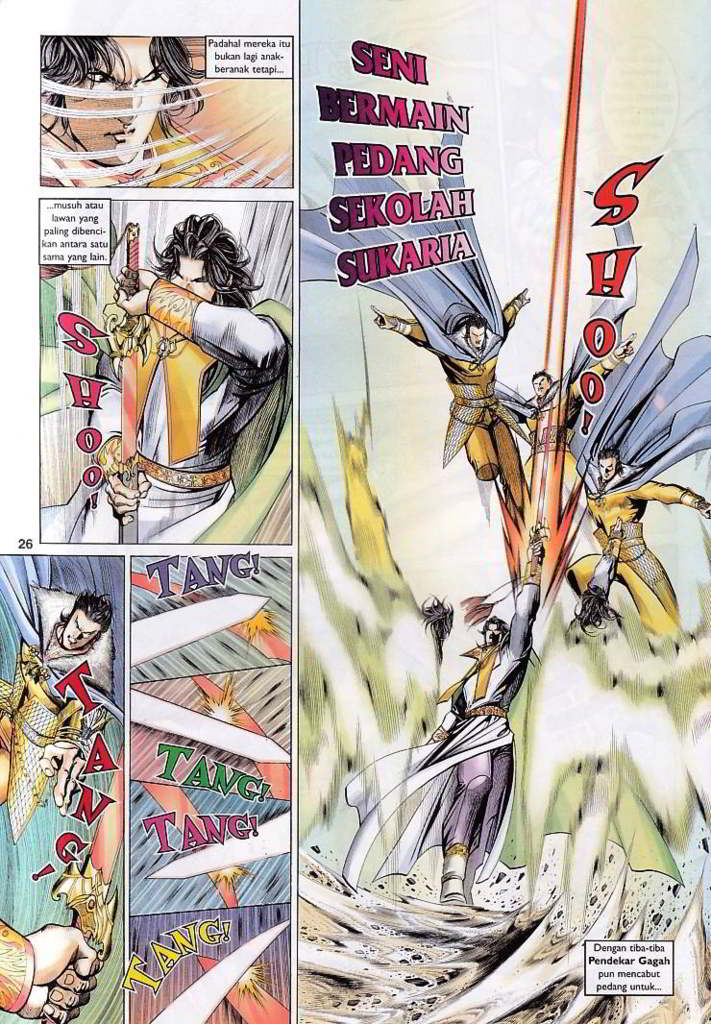 Padahal mereka itu
bukan lagi anak-
beranak tetapi...
...musuh atau
lawan yang
paling dibenci-
kan antara satu
sama yang lain.
SHOO!
26
TANG!
TANG!
TANG!
TANG!
TANG!
SENI
BERMAIN
PEDANG
SEKOLAH
SUKARIA
SHOO!
Dengan tiba-tiba
Pendekar Gagah
pun mencabut
pedang untuk...